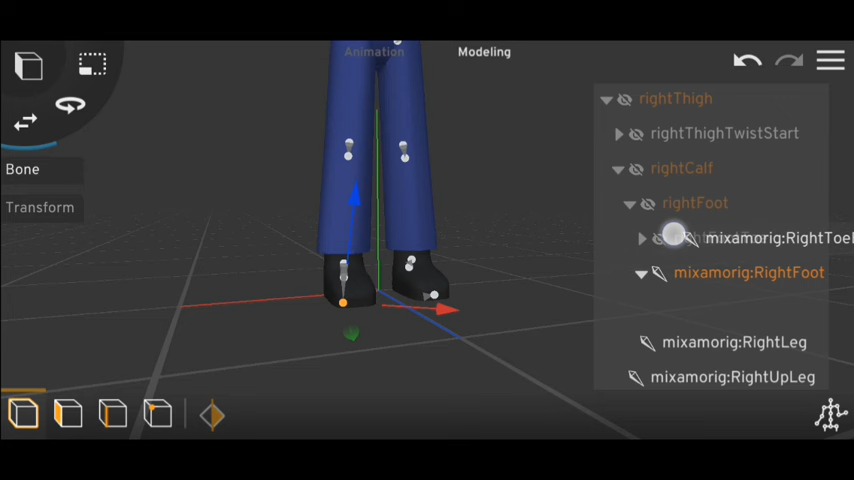 Animation
Modeling
Bone
Transform
rightThigh
rightThighTwistStart
rightCalf
rightFoot
mixamorig:RightToe
mixamorig:RightFoot
mixamorig:RightLeg
mixamorig:RightUpLeg